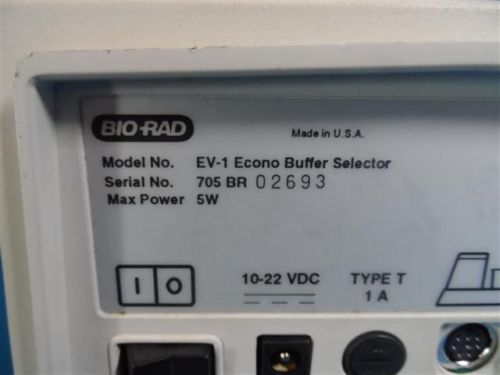 BIO-RAD
Made in U.S.A.
Model No. EV-1 Econo Buffer Selector
Serial No. 705 BR 02693
Max Power 5W
I O
10-22 VDC
TYPE T
1 A